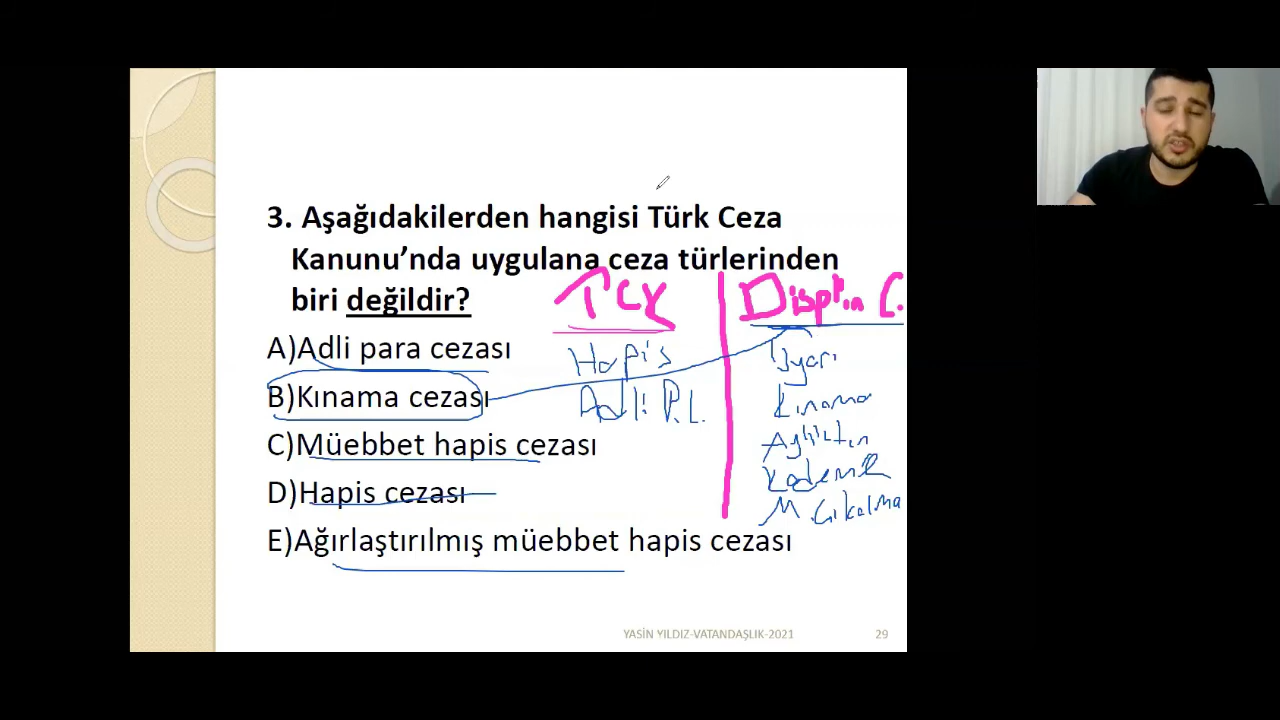 3. Aşağıdakilerden hangisi Türk Ceza
Kanunu'nda uygulana ceza türlerinden
biri değildir?
A)Adli para cezası
B)Kınama cezası
C)Müebbet hapis cezası
D)Hapis cezası
E)Ağırlaştırılmış müebbet hapis cezası
TCK
Hapis
Adli P.
Disiplin C.
Uyarı
Kınama
Kademe
M. Çıkarma
YASİN YILDIZ-VATANDAŞLIK-2021
29